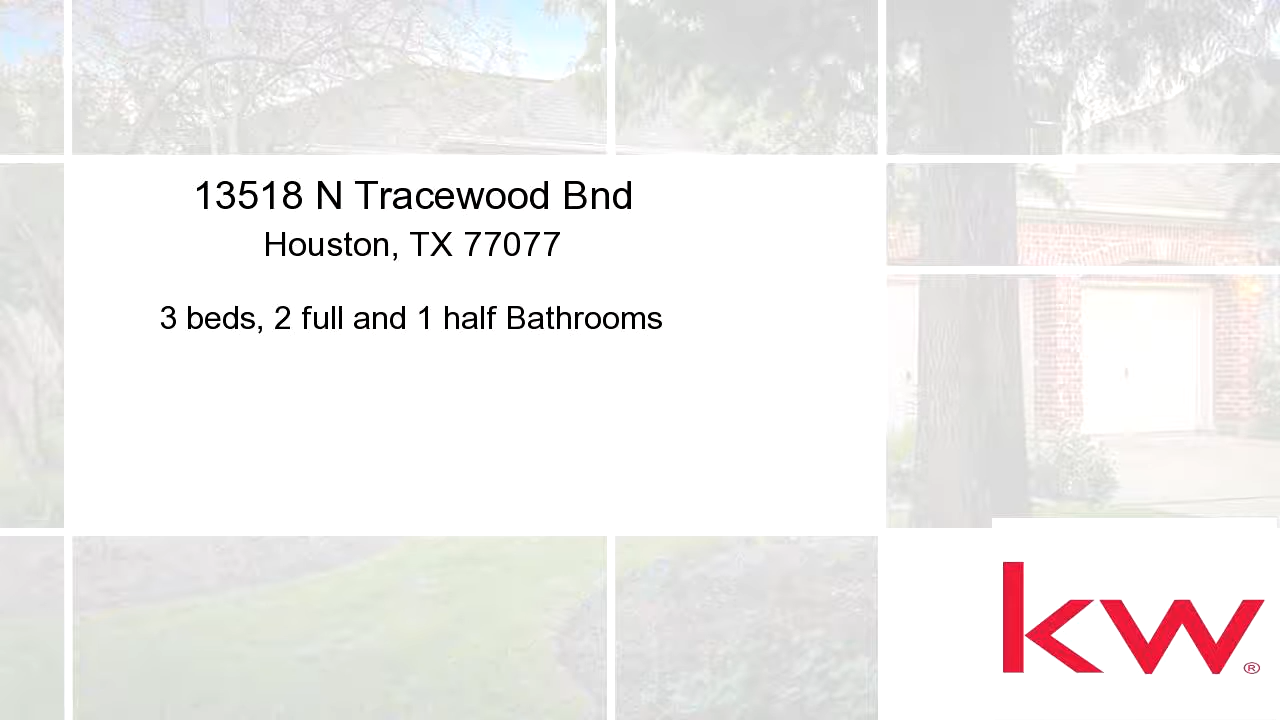 13518 N Tracewood Bnd
Houston, TX 77077
3 beds, 2 full and 1 half Bathrooms
kw®